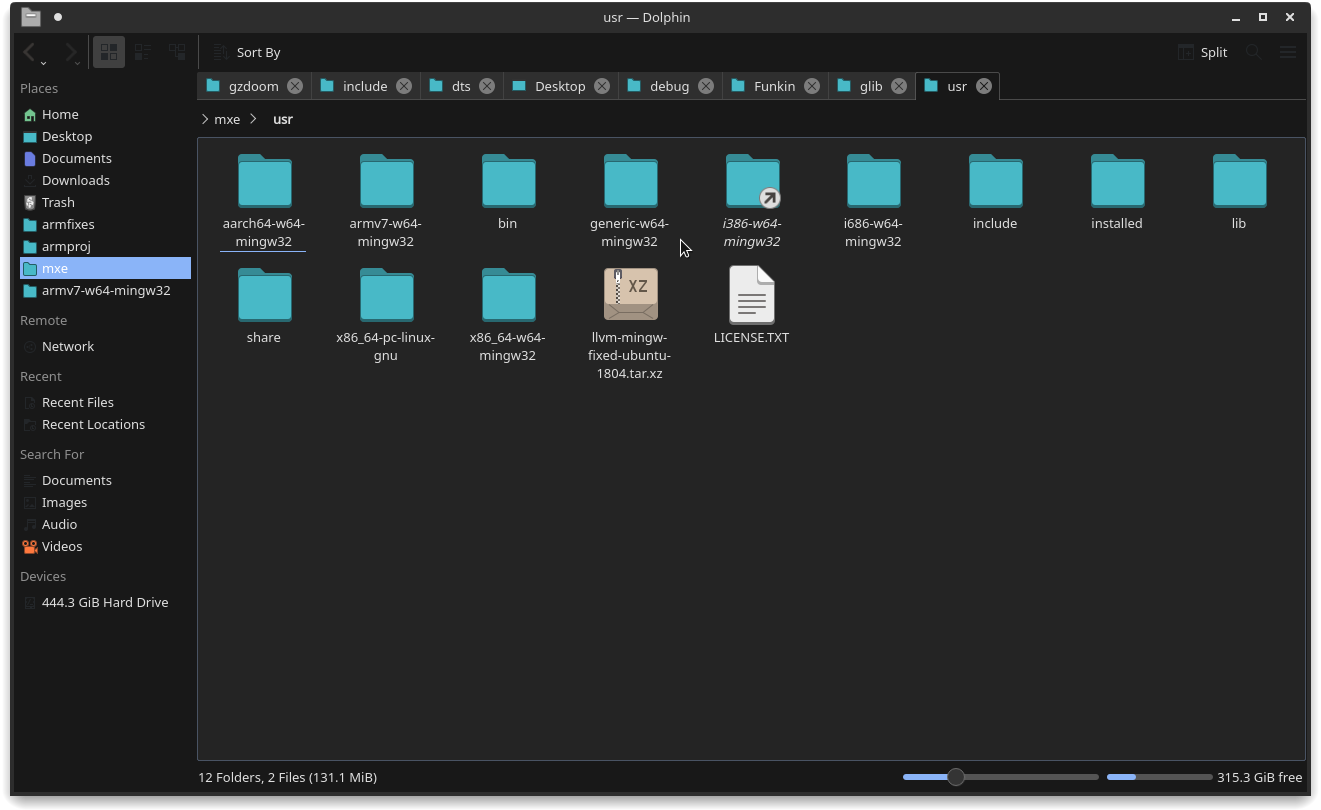 usr — Dolphin
Sort By
Split
Places
Home
Desktop
Documents
Downloads
Trash
armfixes
armproj
mxe
armv7-w64-mingw32
Remote
Network
Recent
Recent Files
Recent Locations
Search For
Documents
Images
Audio
Videos
Devices
444.3 GiB Hard Drive
gzdoom include dts Desktop debug Funkin glib usr
mxe usr
aarch64-w64-
mingw32
armv7-w64-
mingw32
bin
generic-w64-
mingw32
i386-w64-
mingw32
i686-w64-
mingw32
include
installed
lib
share
x86_64-pc-linux-
gnu
x86_64-w64-
mingw32
XZ
llvm-mingw-
fixed-ubuntu-
1804.tar.xz
LICENSE.TXT
12 Folders, 2 Files (131.1 MiB)
315.3 GiB free